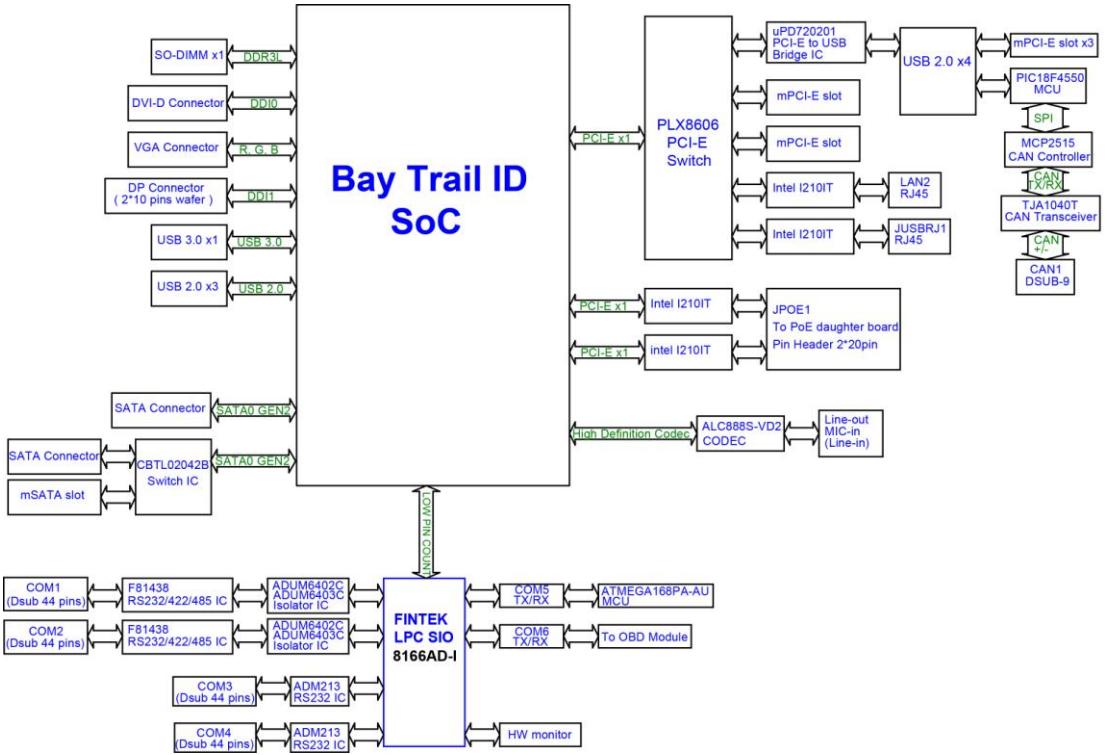 SO-DIMM x1
DDR3L
DVI-D Connector
DDI0
VGA Connector
R. G. B
DP Connector
( 2*10 pins wafer )
DDI1
USB 3.0 x1
USB 3.0
USB 2.0 x3
USB 2.0
SATA Connector
SATA0 GEN2
SATA Connector
mSATA slot
CBTL02042B
Switch IC
SATA0 GEN2
Bay Trail ID
SoC
PCI-E x1
PLX8606
PCI-E
Switch
uPD720201
PCI-E to USB
Bridge IC
USB 2.0 x4
mPCI-E slot x3
PIC18F4550
MCU
SPI
MCP2515
CAN Controller
CAN
TX/RX
TJA1040T
CAN Transceiver
CAN
+/-
CAN1
DSUB-9
mPCI-E slot
mPCI-E slot
Intel I210IT
LAN2
RJ45
Intel I210IT
JUSBRJ1
RJ45
PCI-E x1
Intel I210IT
PCI-E x1
intel I210IT
JPOE1
To PoE daughter board
Pin Header 2*20pin
High Definition Codec
ALC888S-VD2
CODEC
Line-out
MIC-in
(Line-in)
LOW PIN COUNT
COM1
(Dsub 44 pins)
F81438
RS232/422/485 IC
ADUM6402C
ADUM6403C
Isolator IC
COM2
(Dsub 44 pins)
F81438
RS232/422/485 IC
ADUM6402C
ADUM6403C
Isolator IC
COM3
(Dsub 44 pins)
ADM213
RS232 IC
COM4
(Dsub 44 pins)
ADM213
RS232 IC
FINTEK
LPC SIO
8166AD-I
COM5
TX/RX
ATMEGA168PA-AU
MCU
COM6
TX/RX
To OBD Module
HW monitor